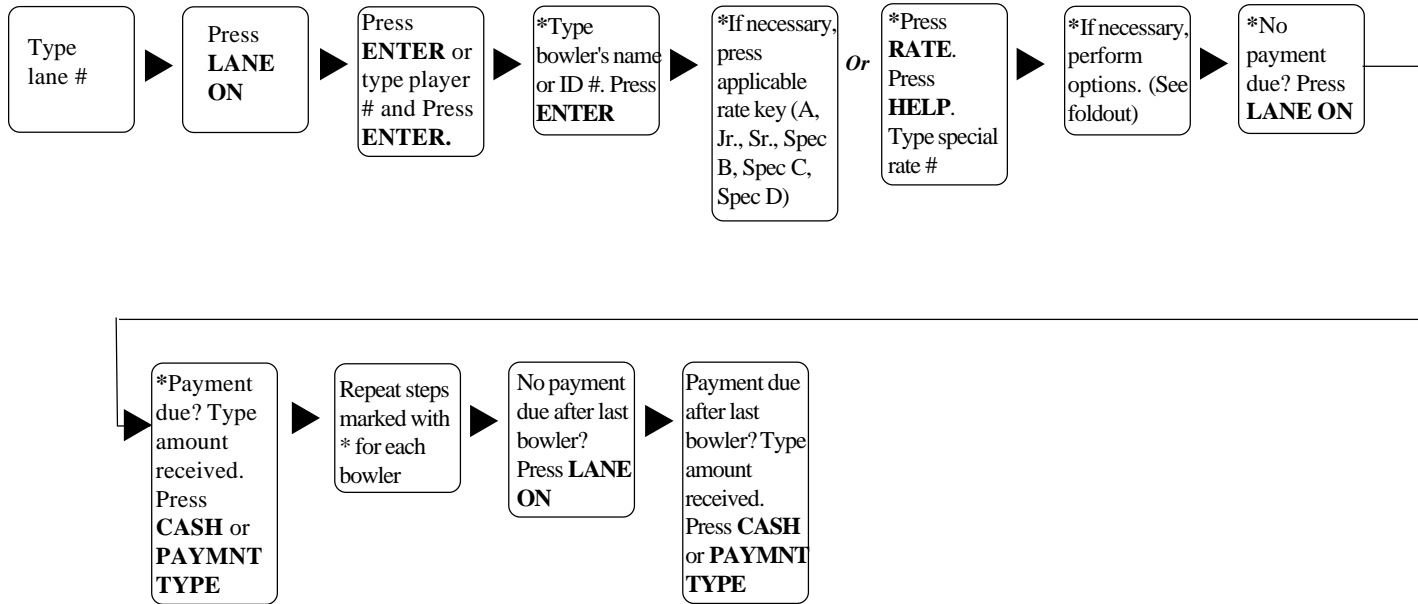 Type
lane #
Press
LANE
ON
Press
ENTER or
type player
# and Press
ENTER.
*Type
bowler's name
or ID #. Press
ENTER
*If necessary,
press
applicable
rate key (A,
Jr., Sr., Spec
B, Spec C,
Spec D)
Or
*Press
RATE.
Press
HELP.
Type special
rate #
*If necessary,
perform
options. (See
foldout)
*No
payment
due? Press
LANE ON
*Payment
due? Type
amount
received.
Press
CASH or
PAYMNT
TYPE
Repeat steps
marked with
* for each
bowler
No payment
due after last
bowler?
Press LANE
ON
Payment due
after last
bowler? Type
amount
received.
Press CASH
or PAYMNT
TYPE